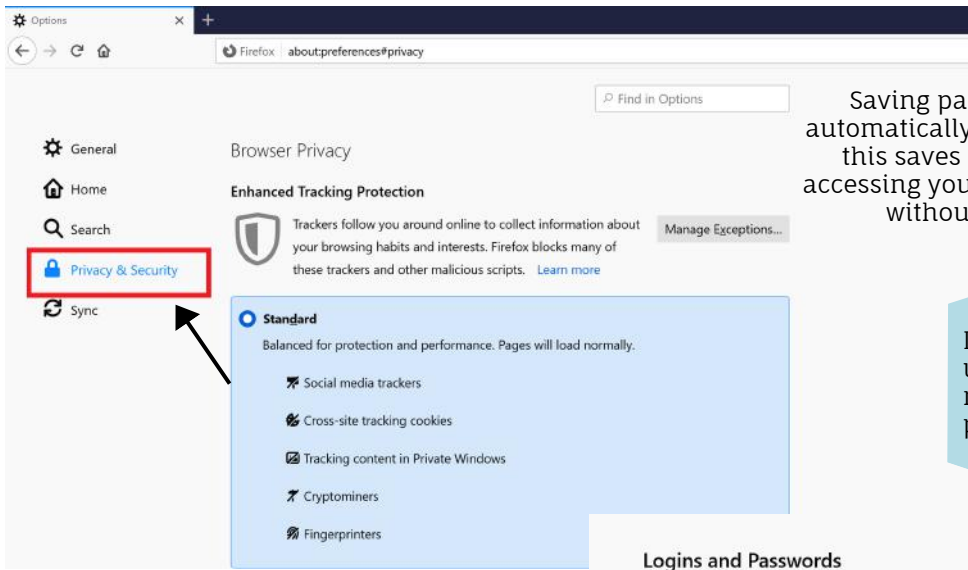 Options
Firefox about:preferences#privacy
Find in Options
General
Home
Search
Privacy & Security
Sync
Browser Privacy
Enhanced Tracking Protection
Trackers follow you around online to collect information about
your browsing habits and interests. Firefox blocks many of
these trackers and other malicious scripts. Learn more
Manage Exceptions...
Standard
Balanced for protection and performance. Pages will load normally.
Social media trackers
Cross-site tracking cookies
Tracking content in Private Windows
Cryptominers
Fingerprinters
Saving
automatically
this saves
accessing
Logins and Passwords